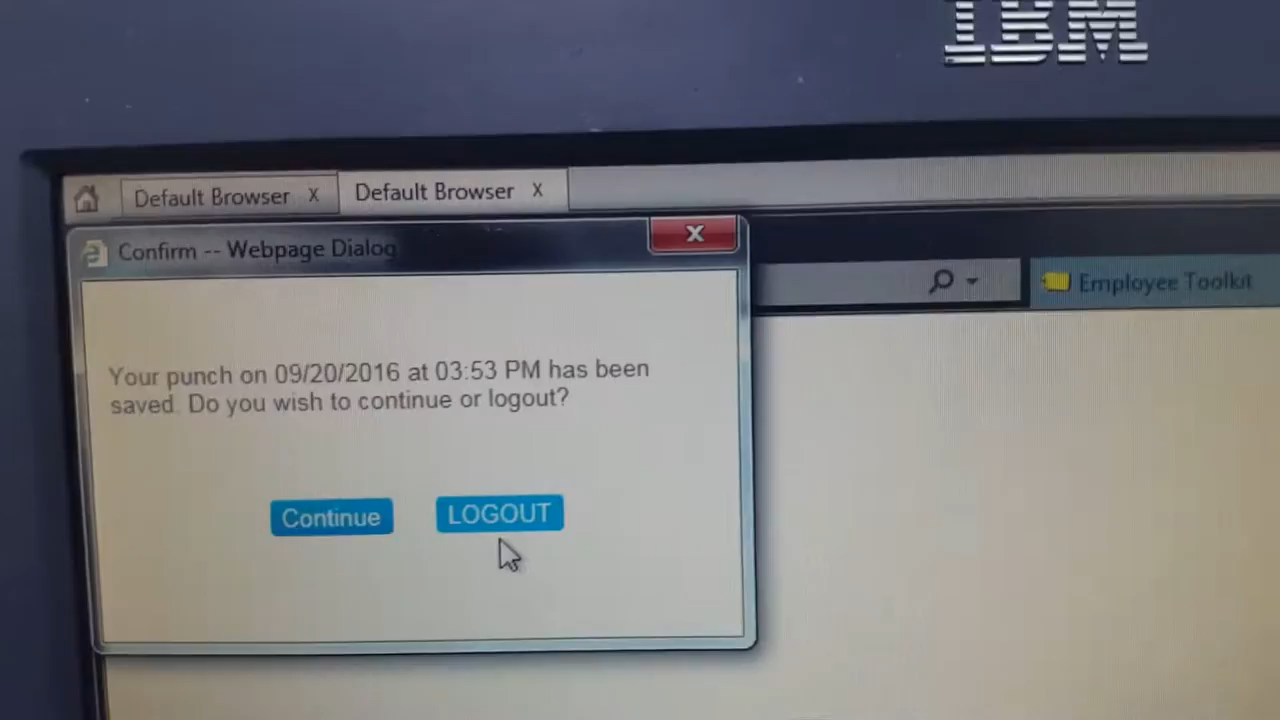 IBM
Default Browser X
Default Browser X
Confirm -- Webpage Dialog
X
Employee Toolkit
Your punch on 09/20/2016 at 03:53 PM has been
saved. Do you wish to continue or logout?
Continue
LOGOUT